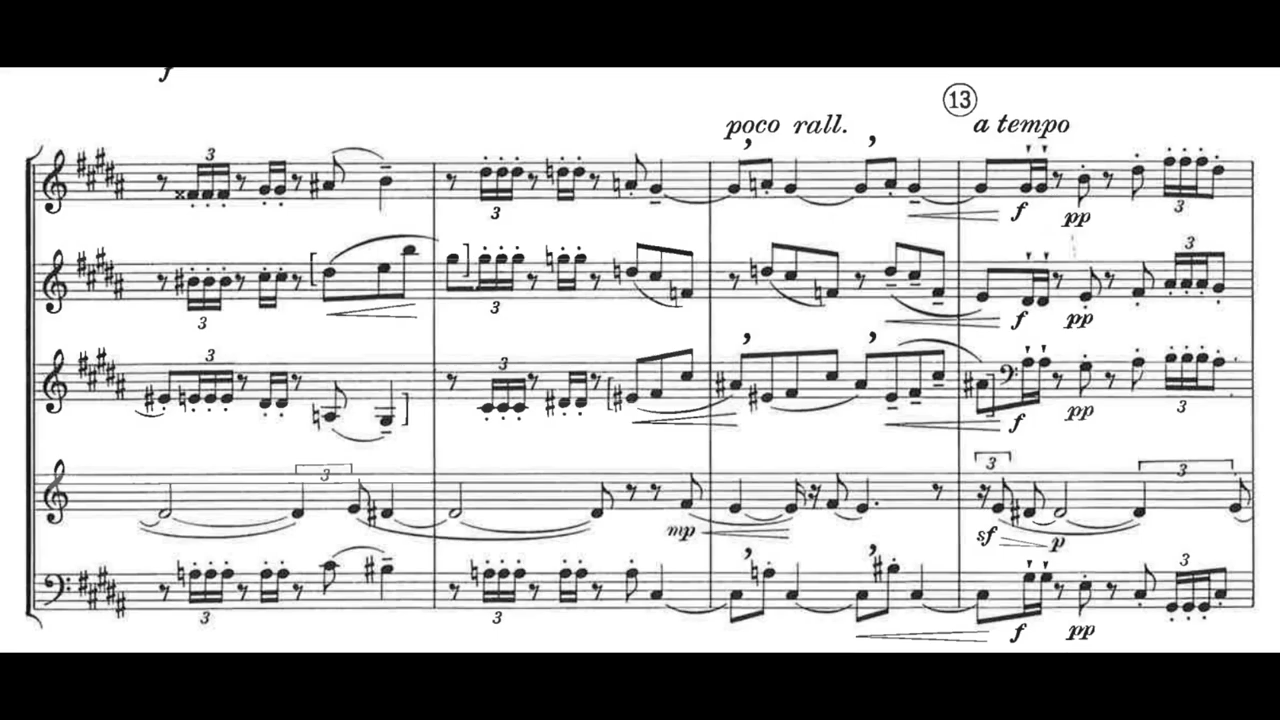 f
13
poco rall. a tempo
3 3 3
f pp
3 3 3
f pp
3 3 3
f pp
3 3 3
mp sf p
3 3 3
f pp